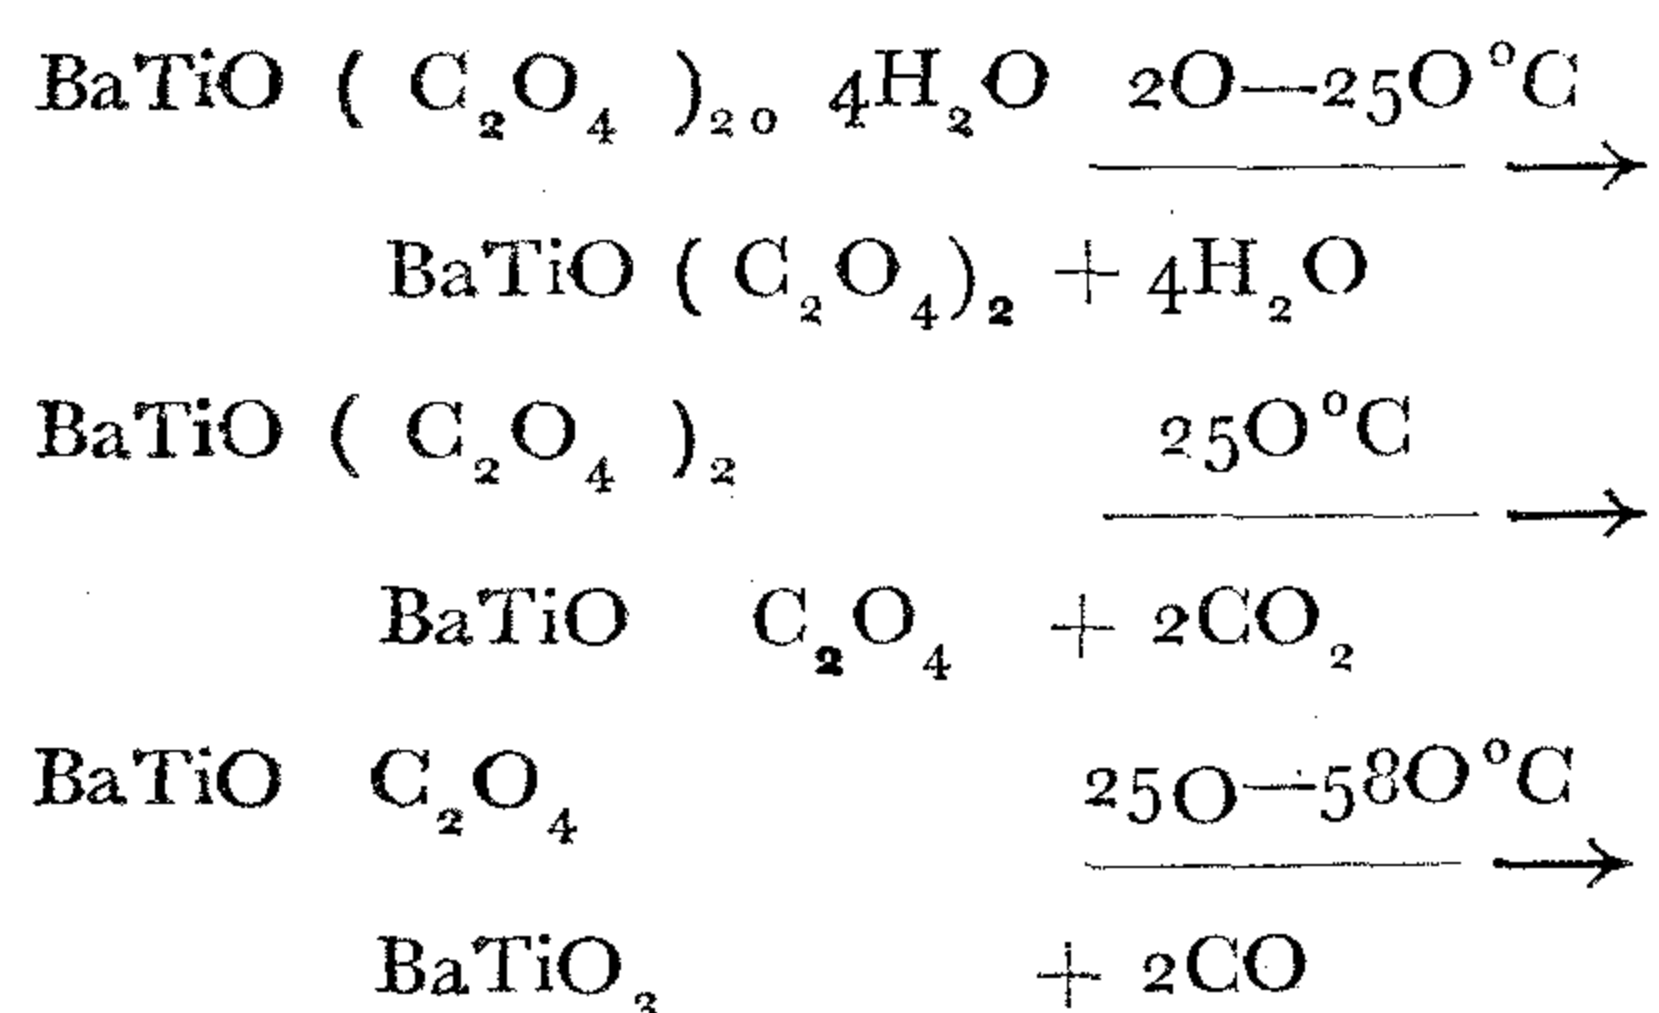 BaTiO ( C₂O₄ )₂₀ 4H₂O 20—250°C →
BaTiO ( C₂O₄)₂ + 4H₂O
BaTiO ( C₂O₄ )₂ 250°C →
BaTiO C₂O₄ + 2CO₂
BaTiO C₂O₄ 250—580°C →
BaTiO₃ + 2CO